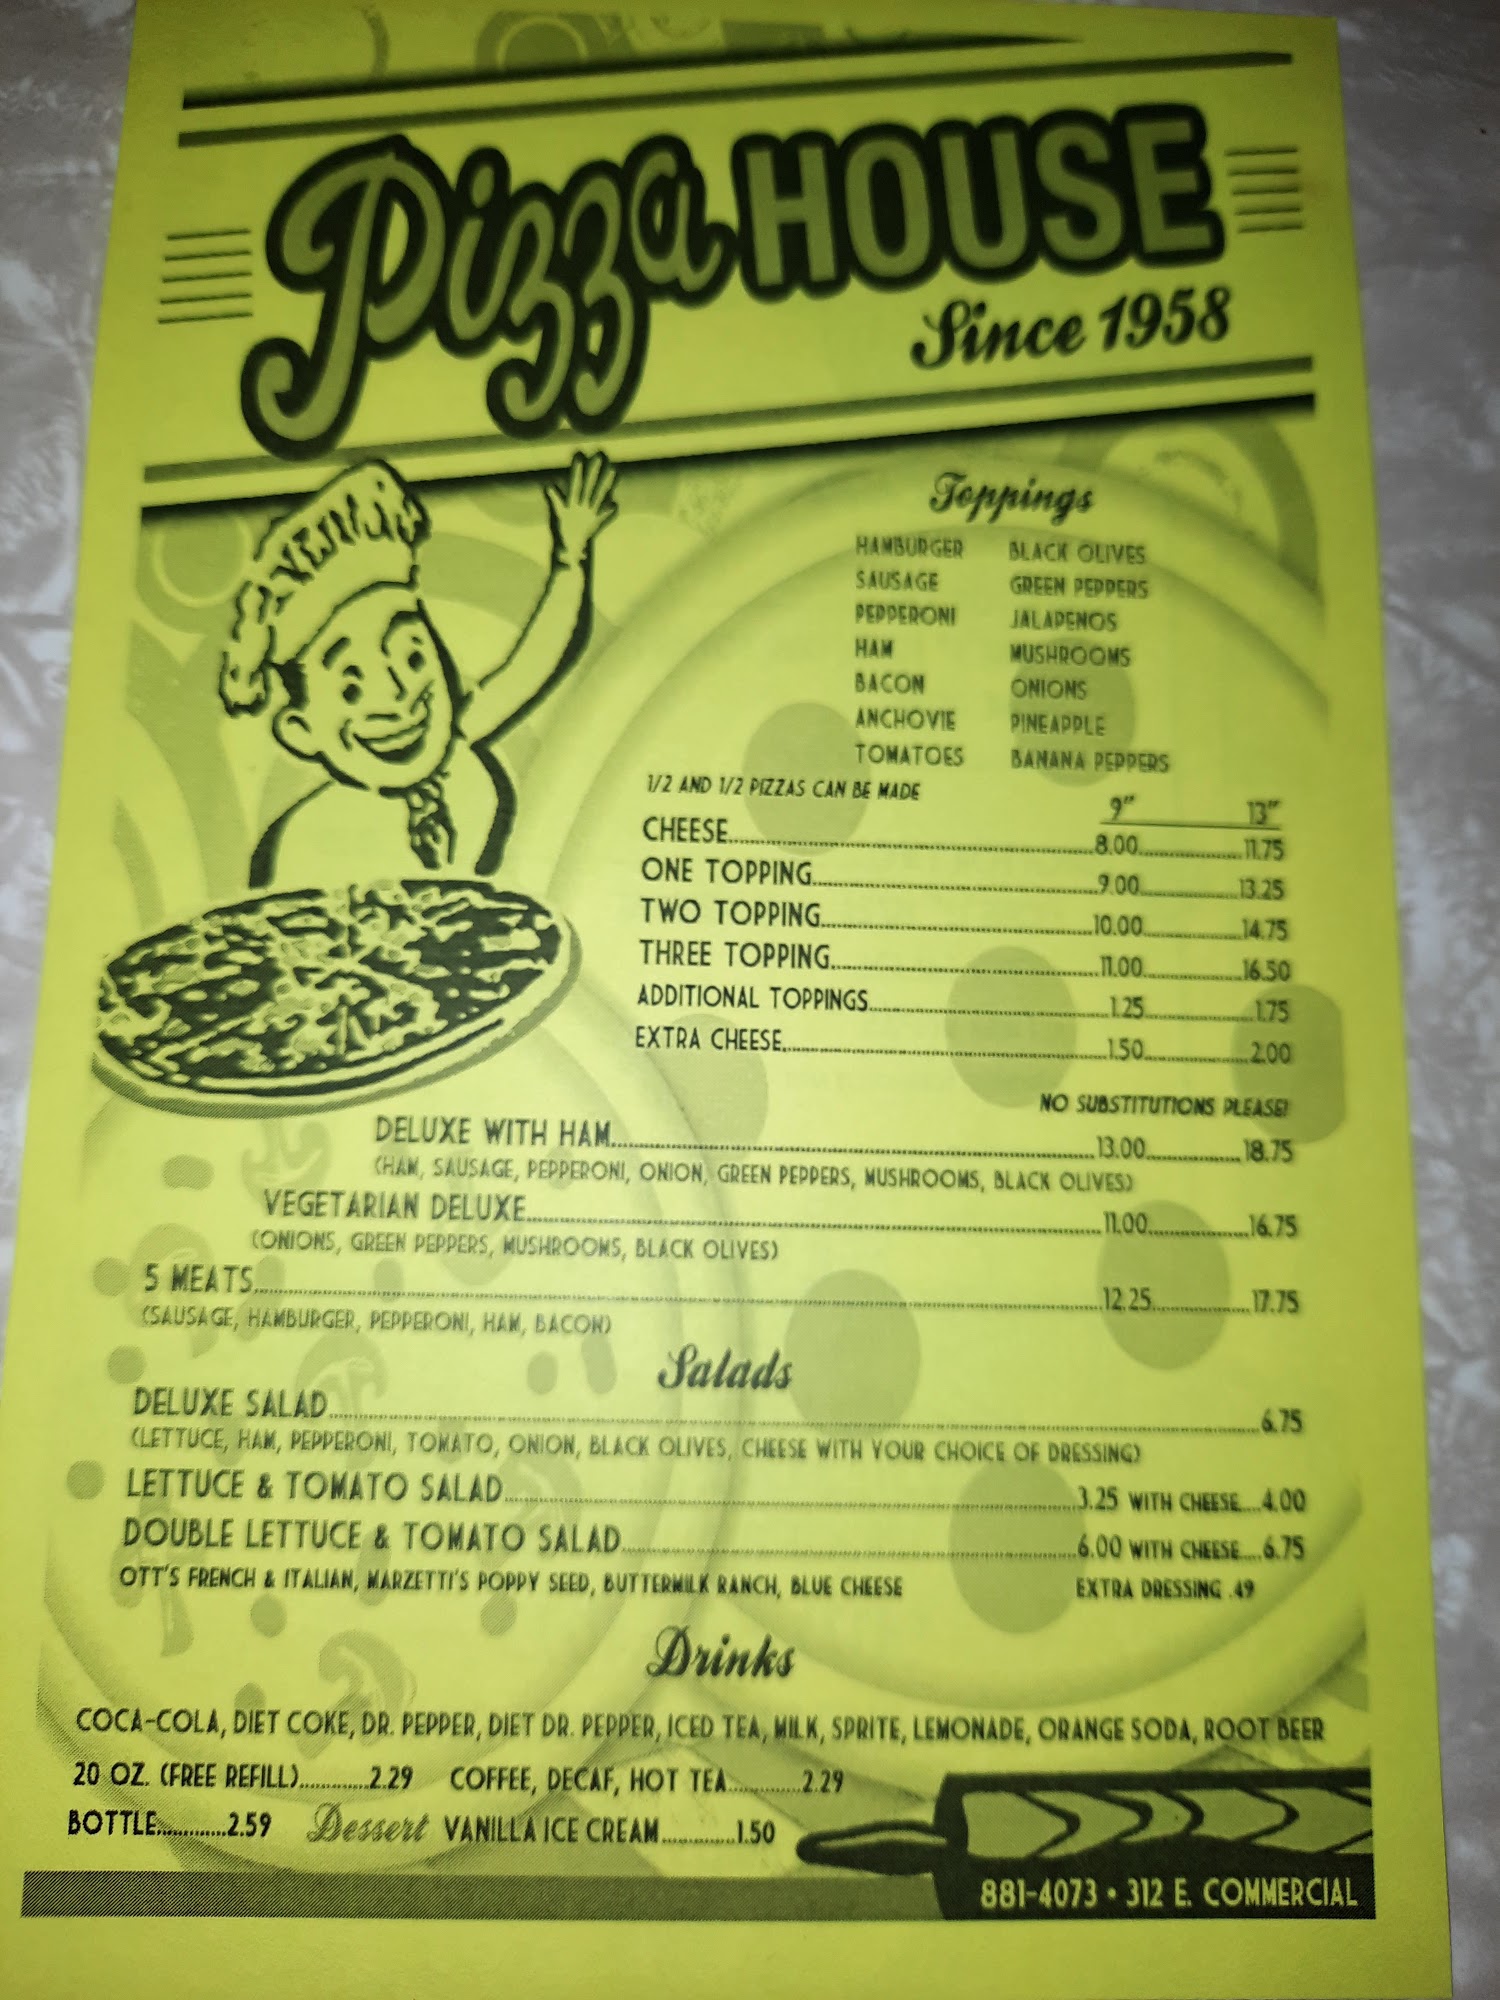 Pizza HOUSE
Since 1958
Toppings
HAMBURGER BLACK OLIVES
SAUSAGE GREEN PEPPERS
PEPPERONI JALAPENOS
HAM MUSHROOMS
BACON ONIONS
ANCHOVIE PINEAPPLE
TOMATOES BANANA PEPPERS
1/2 AND 1/2 PIZZAS CAN BE MADE
9" 13"
CHEESE 8.00 11.75
ONE TOPPING 9.00 13.25
TWO TOPPING 10.00 14.75
THREE TOPPING 11.00 16.50
ADDITIONAL TOPPINGS 1.25 1.75
EXTRA CHEESE 1.50 2.00
NO SUBSTITUTIONS PLEASE!
DELUXE WITH HAM 13.00 18.75
(HAM, SAUSAGE, PEPPERONI, ONION, GREEN PEPPERS, MUSHROOMS, BLACK OLIVES)
VEGETARIAN DELUXE 11.00 16.75
(ONIONS, GREEN PEPPERS, MUSHROOMS, BLACK OLIVES)
5 MEATS 12.25 17.75
(SAUSAGE, HAMBURGER, PEPPERONI, HAM, BACON)
Salads
DELUXE SALAD 6.75
(LETTUCE, HAM, PEPPERONI, TOMATO, ONION, BLACK OLIVES, CHEESE WITH YOUR CHOICE OF DRESSING)
LETTUCE & TOMATO SALAD 3.25 WITH CHEESE 4.00
DOUBLE LETTUCE & TOMATO SALAD 6.00 WITH CHEESE 6.75
OTT'S FRENCH & ITALIAN, MARZETTI'S POPPY SEED, BUTTERMILK RANCH, BLUE CHEESE EXTRA DRESSING .49
Drinks
COCA-COLA, DIET COKE, DR. PEPPER, DIET DR. PEPPER, ICED TEA, MILK, SPRITE, LEMONADE, ORANGE SODA, ROOT BEER
20 OZ. (FREE REFILL) 2.29 COFFEE, DECAF, HOT TEA 2.29
BOTTLE 2.59 Dessert VANILLA ICE CREAM 1.50
881-4073 • 312 E. COMMERCIAL